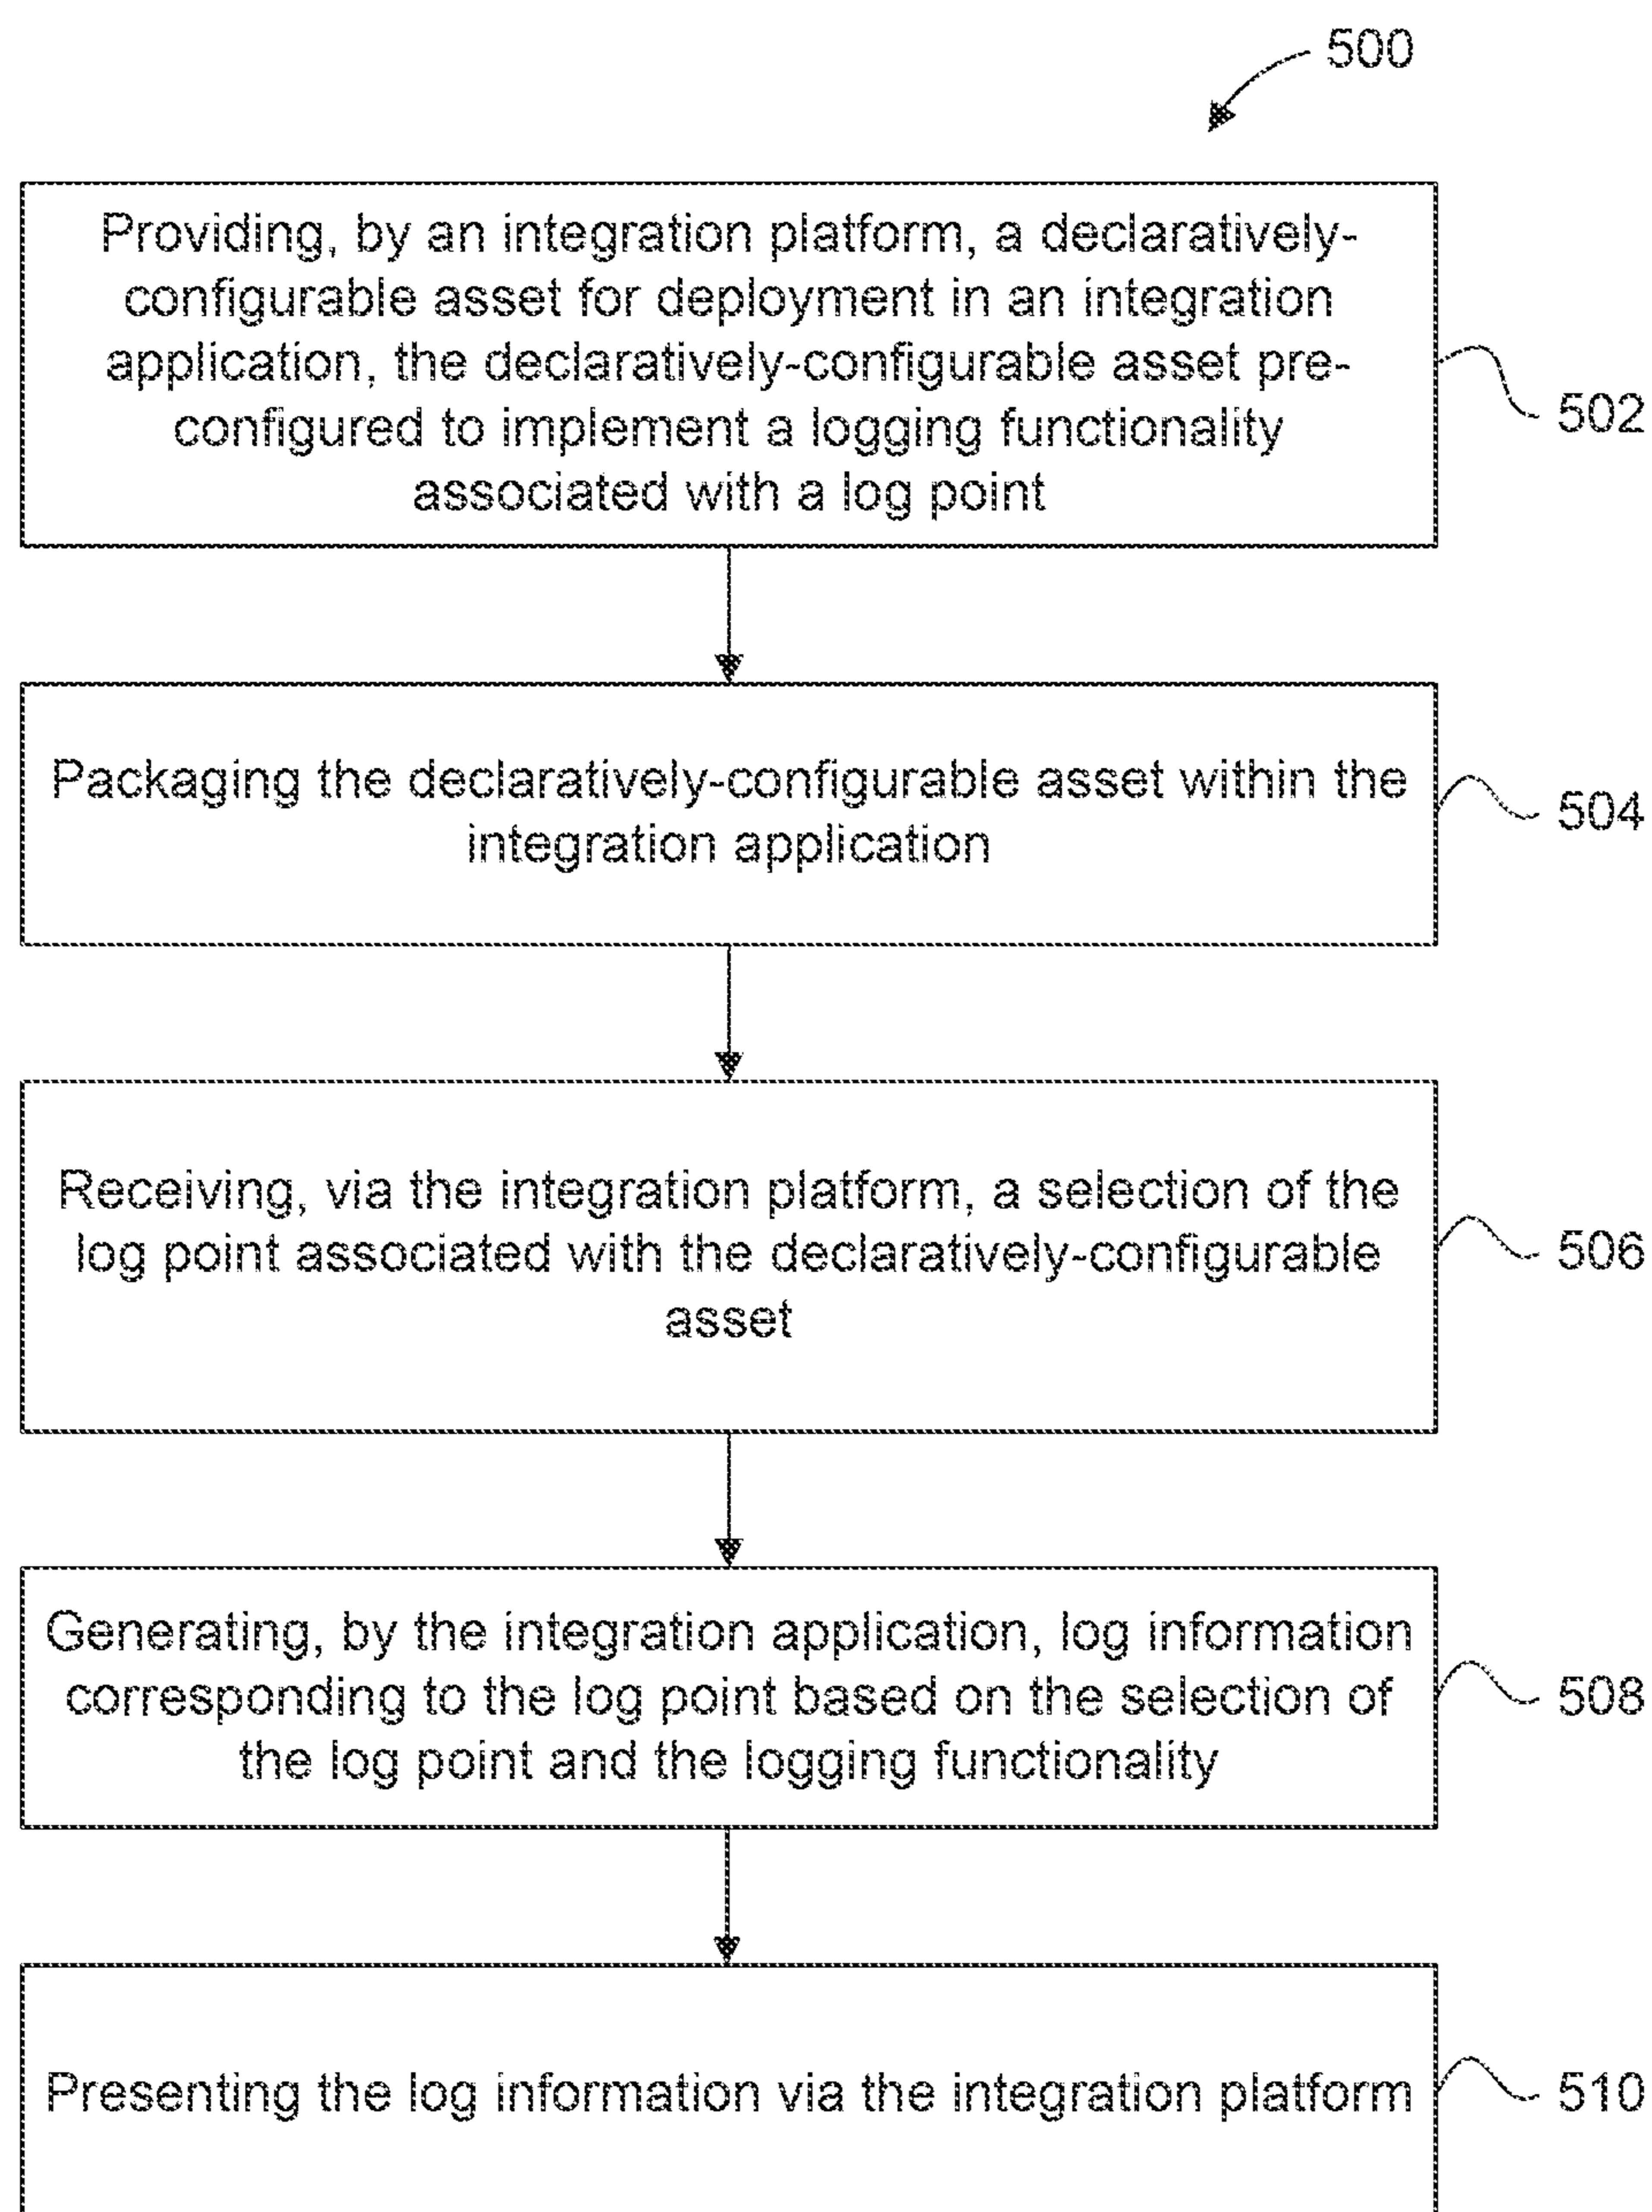 500
Providing, by an integration platform, a declaratively-
configurable asset for deployment in an integration
application, the declaratively-configurable asset pre-
configured to implement a logging functionality
associated with a log point
502
Packaging the declaratively-configurable asset within the
integration application
504
Receiving, via the integration platform, a selection of the
log point associated with the declaratively-configurable
asset
506
Generating, by the integration application, log information
corresponding to the log point based on the selection of
the log point and the logging functionality
508
Presenting the log information via the integration platform
510